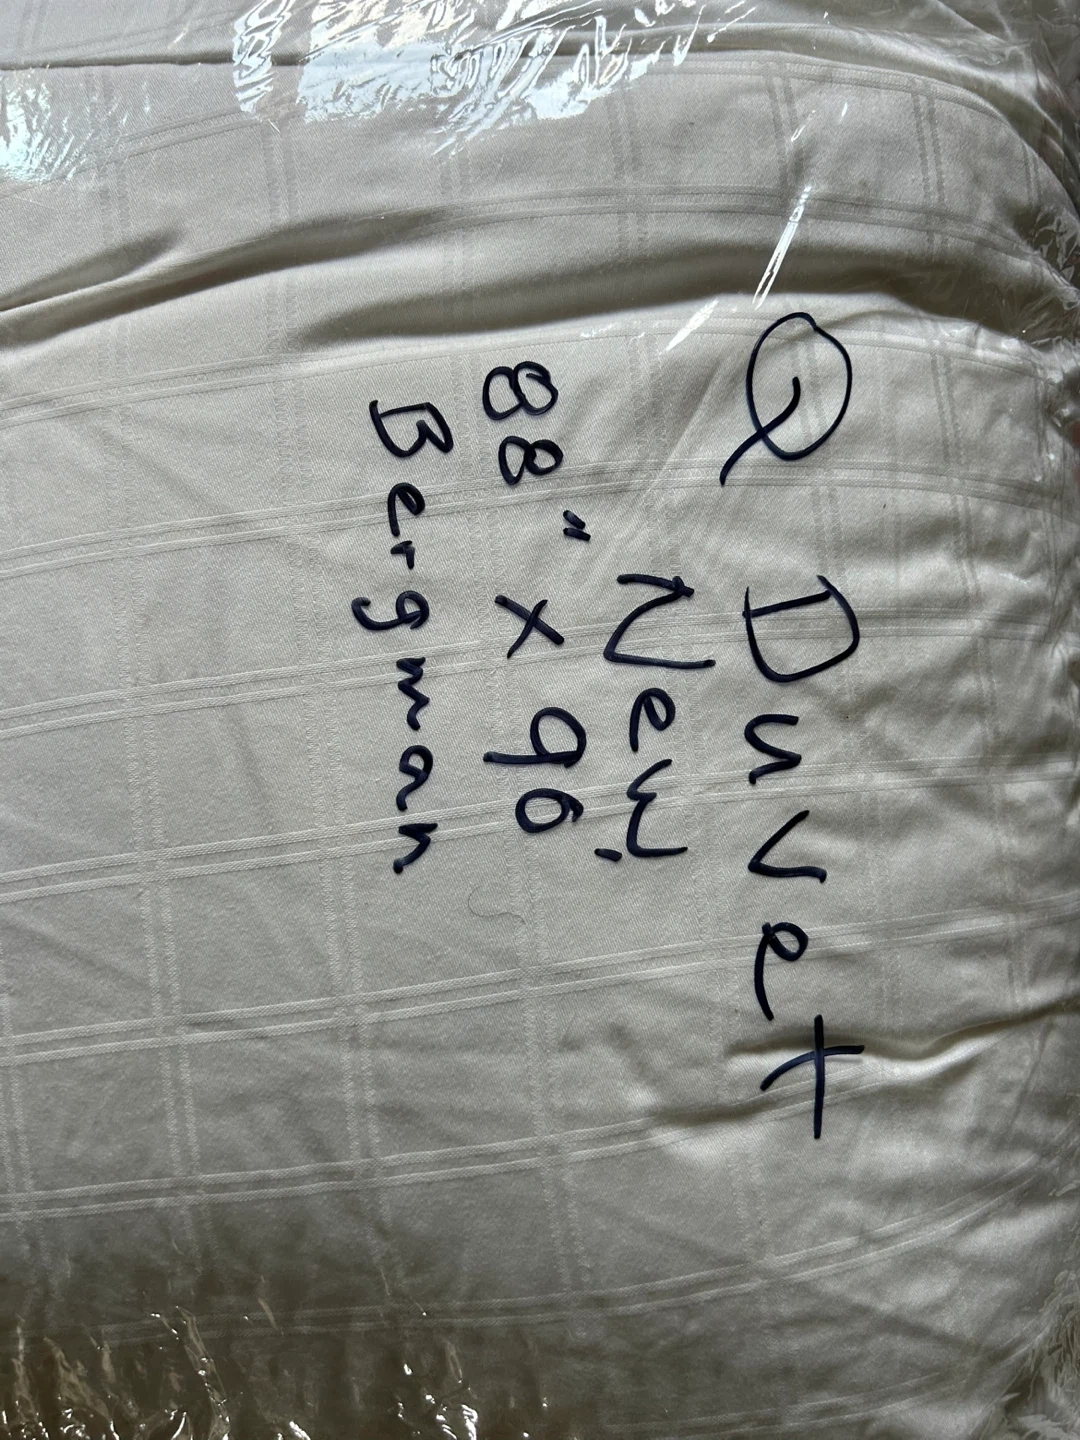 Q Duvet
New
88" x 96"
Bergman